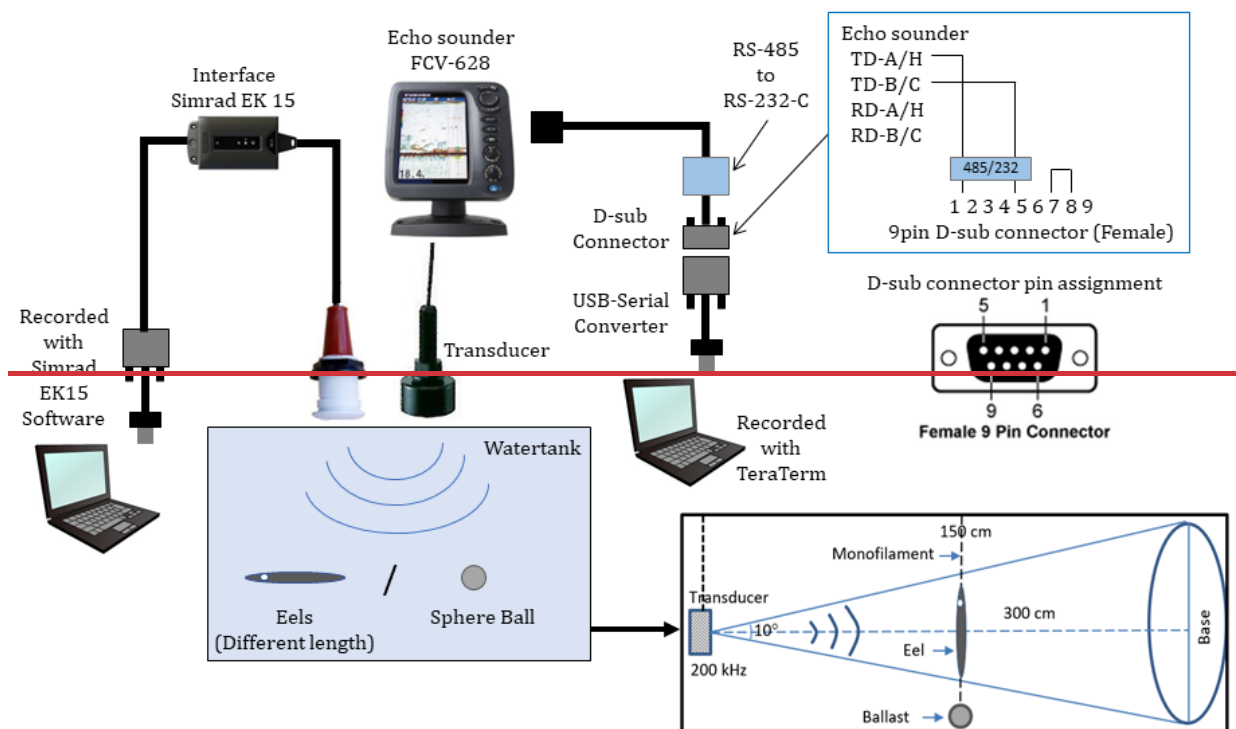 Echo sounder
FCV-628
Interface
Simrad EK 15
RS-485
to
RS-232-C
Echo sounder
TD-A/H
TD-B/C
RD-A/H
RD-B/C
485/232
1 2 3 4 5 6 7 8 9
9pin D-sub connector (Female)
18.4
D-sub
Connector
USB-Serial
Converter
D-sub connector pin assignment
5 1
9 6
Female 9 Pin Connector
Recorded
with
Simrad
EK15
Software
Transducer
Watertank
Recorded
with
TeraTerm
Eels
(Different length)
/
Sphere Ball
150 cm
Monofilament
Transducer
10°
300 cm
Base
Eel
200 kHz
Ballast